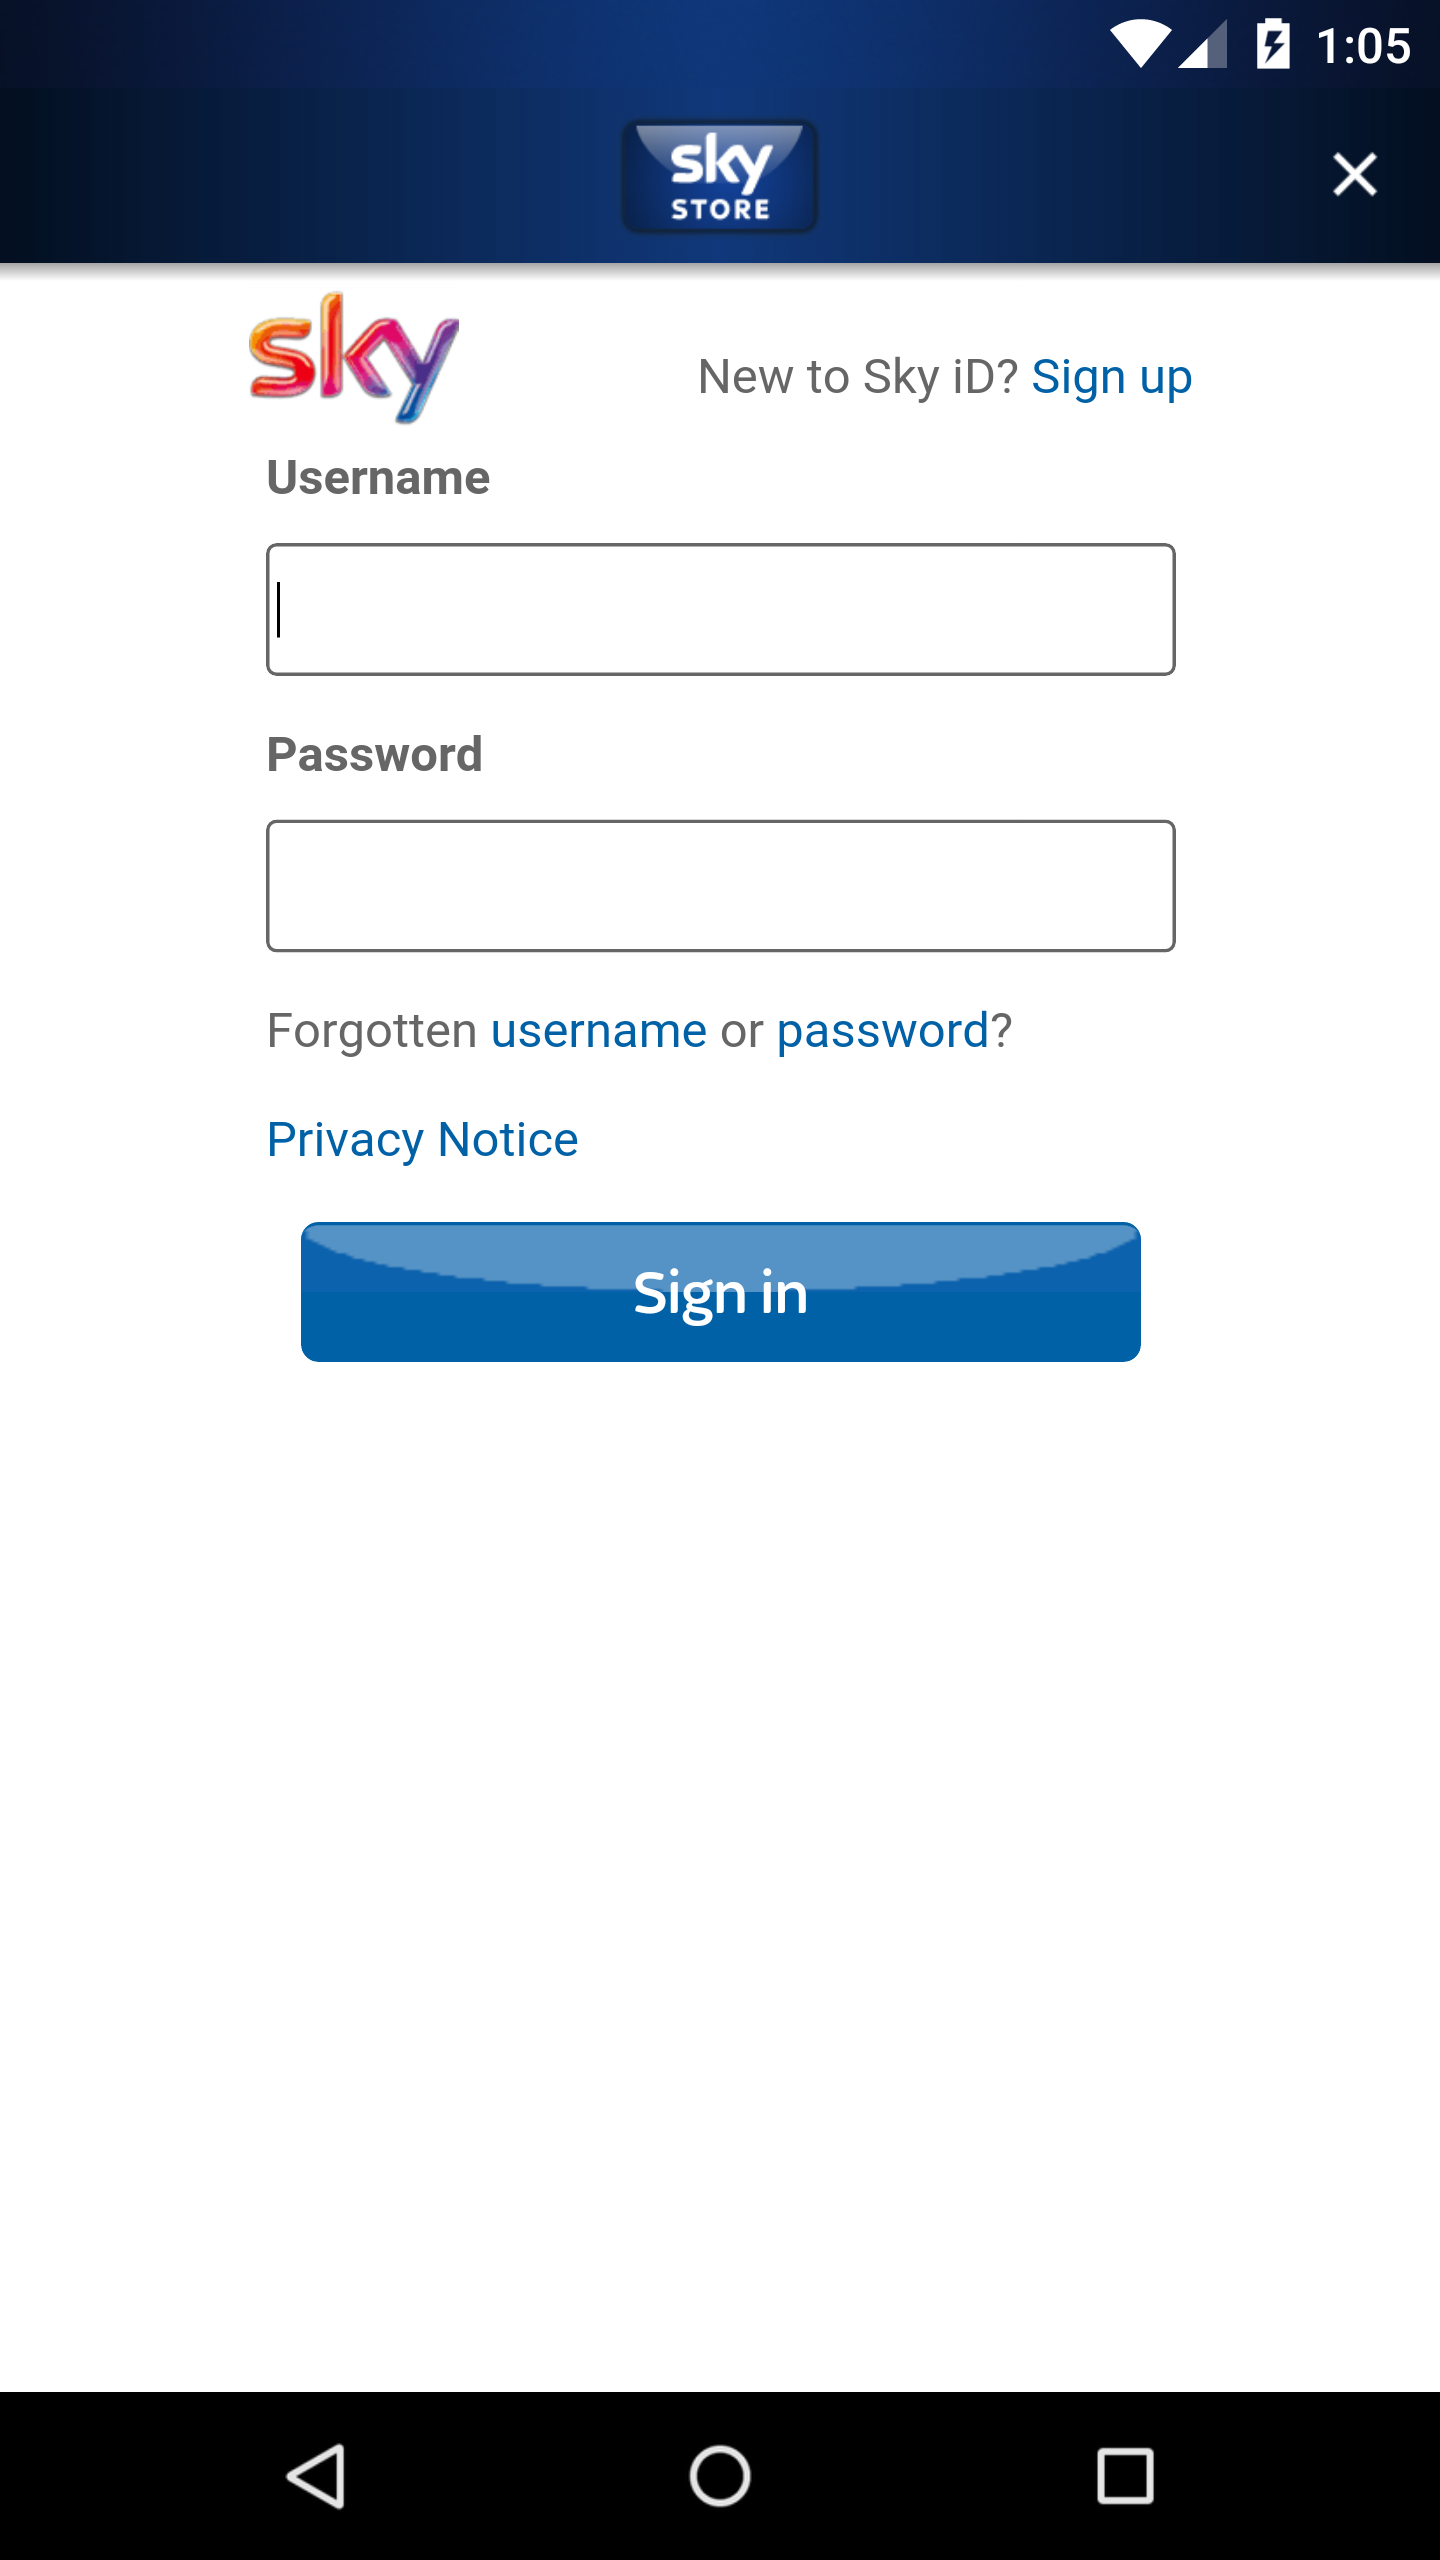 1:05
sky
STORE
sky
New to Sky iD? Sign up
Username
Password
Forgotten username or password?
Privacy Notice
Sign in